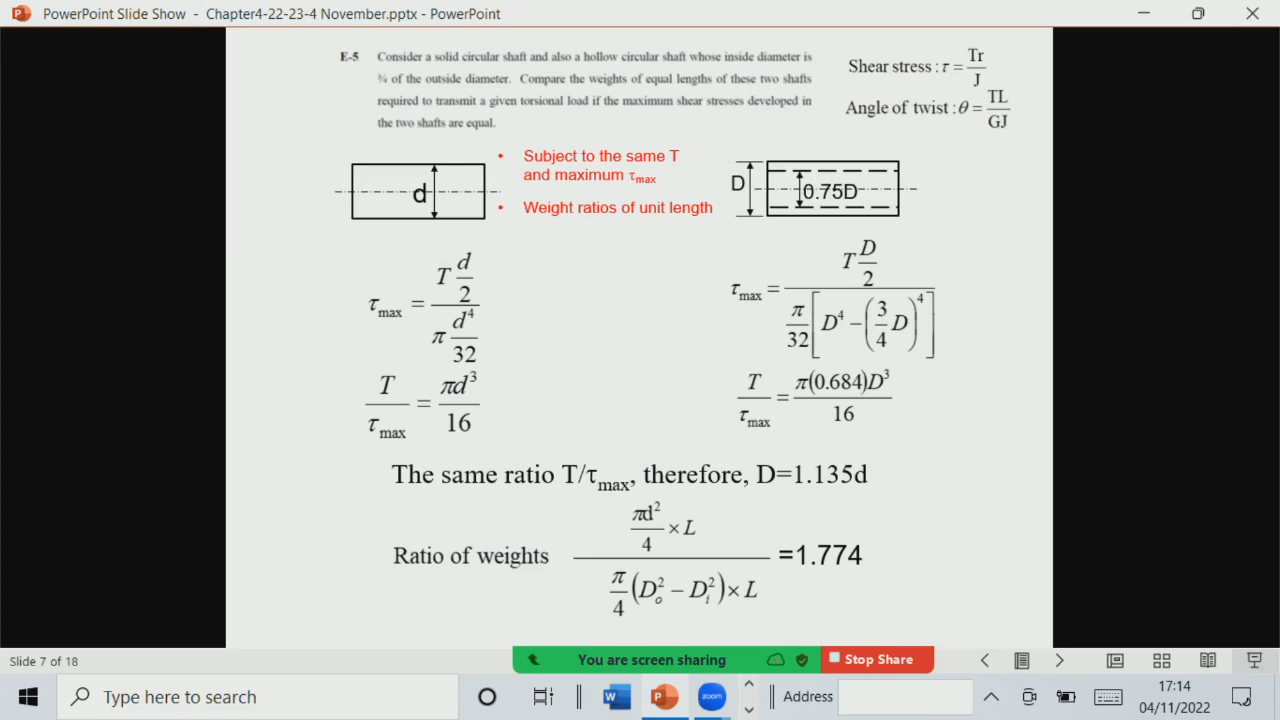 PowerPoint Slide Show - Chapter4-22-23-4 November.pptx - PowerPoint
E-5 Consider a solid circular shaft and also a hollow circular shaft whose inside diameter is
¾ of the outside diameter. Compare the weights of equal lengths of these two shafts
required to transmit a given torsional load if the maximum shear stresses developed in
the two shafts are equal.
Shear stress : τ = Tr/J
Angle of twist : θ = TL/GJ
• Subject to the same T
and maximum τmax
• Weight ratios of unit length
d
D
0.75D
τmax = (T d/2)/(π d⁴/32)
T/τmax = πd³/16
τmax = (T D/2)/(π/32 [D⁴ − (3/4 D)⁴])
T/τmax = π(0.684)D³/16
The same ratio T/τmax, therefore, D=1.135d
Ratio of weights (πd²/4 × L)/(π/4 (Do² − Di²) × L) =1.774
Slide 7 of 18
You are screen sharing
Stop Share
Type here to search
zoom
Address
17:14
04/11/2022